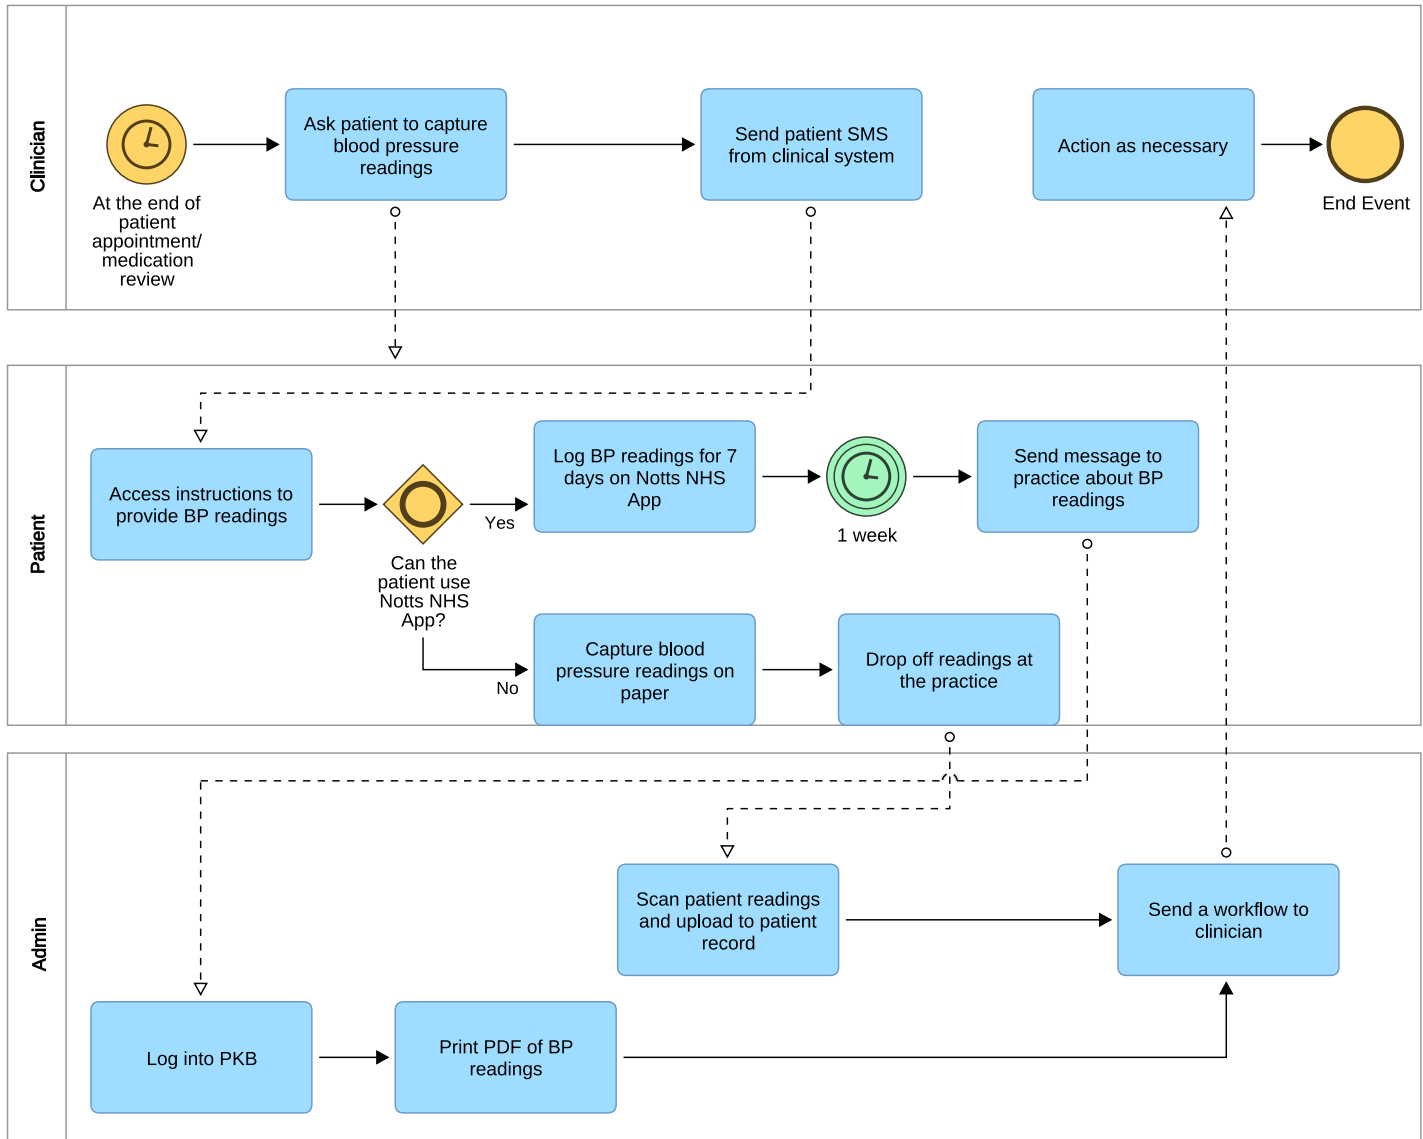 Clinician
At the end of
patient
appointment/
medication
review
Ask patient to capture
blood pressure
readings
Send patient SMS
from clinical system
Action as necessary
End Event
Patient
Access instructions to
provide BP readings
Can the
patient use
Notts NHS
App?
Yes
No
Log BP readings for 7
days on Notts NHS
App
1 week
Send message to
practice about BP
readings
Capture blood
pressure readings on
paper
Drop off readings at
the practice
Admin
Scan patient readings
and upload to patient
record
Send a workflow to
clinician
Log into PKB
Print PDF of BP
readings